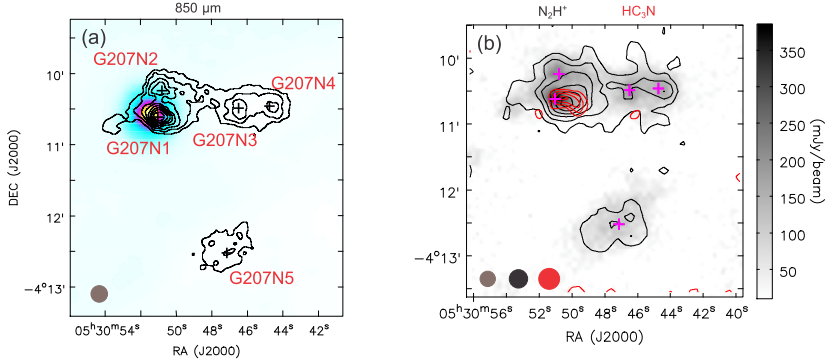 850 μm
(a)
G207N2
G207N4
G207N1
G207N3
G207N5
10'
11'
12'
−4°13'
DEC (J2000)
05ʰ30ᵐ54ˢ 50ˢ 48ˢ 46ˢ 44ˢ 42ˢ
RA (J2000)
N₂H⁺ HC₃N
(b)
10'
11'
12'
−4°13'
05ʰ30ᵐ56ˢ 52ˢ 50ˢ 48ˢ 46ˢ 44ˢ 42ˢ 40ˢ
RA (J2000)
350
300
250
200
150
100
50
(mJy/beam)